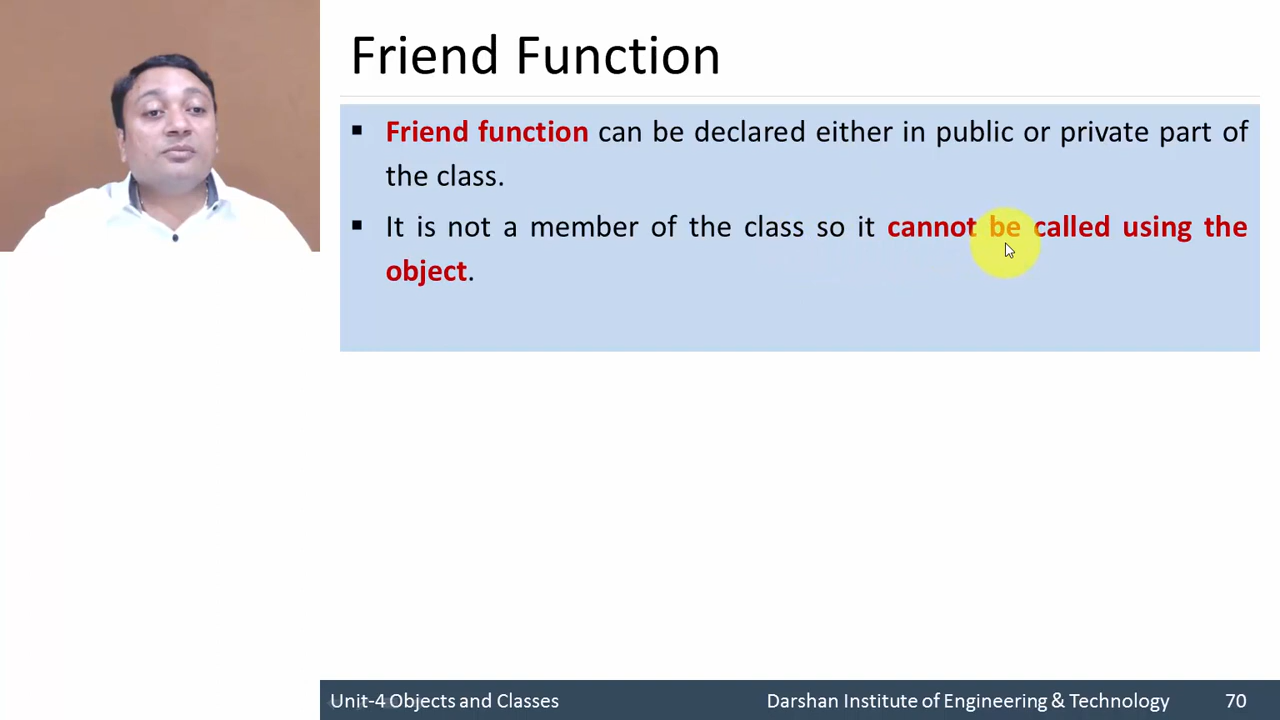 Friend Function
▪ Friend function can be declared either in public or private part of
the class.
▪ It is not a member of the class so it cannot be called using the
object.
Unit-4 Objects and Classes
Darshan Institute of Engineering & Technology
70